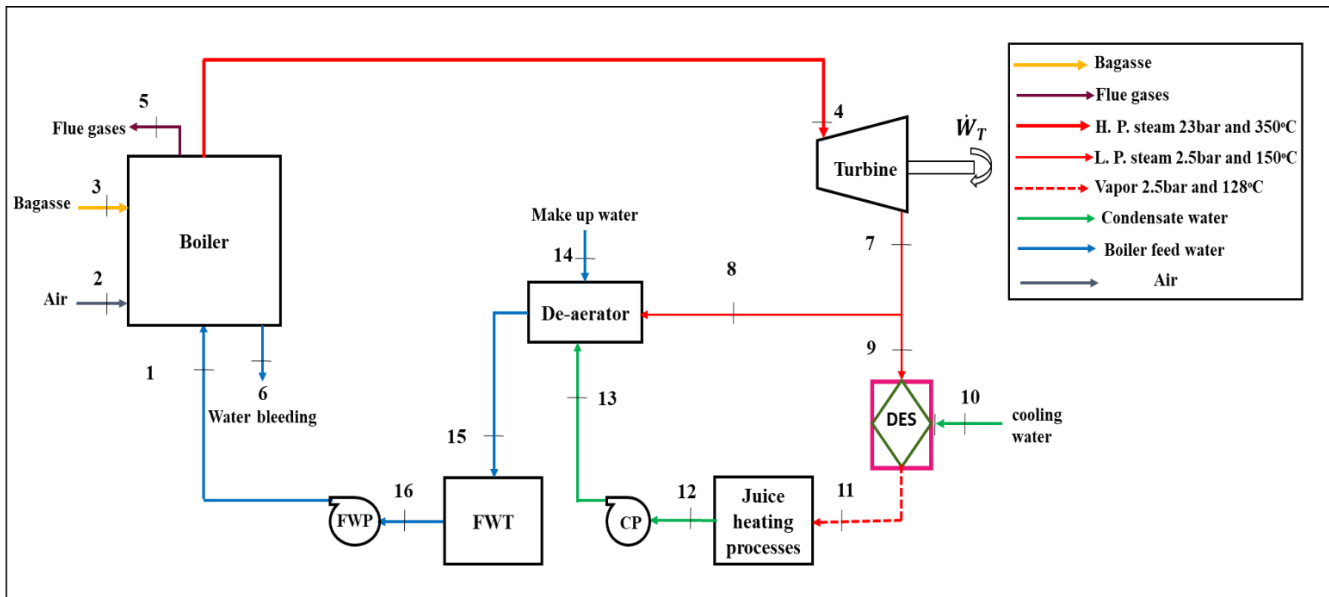 5
Flue gases
3
Bagasse
2
Air
Boiler
1
6
Water bleeding
4
Turbine
Ẇ_T
7
Make up water
14
De-aerator
8
9
DES
10
cooling
water
13
15
16
FWP
FWT
CP
12
Juice
heating
processes
11
Bagasse
Flue gases
H. P. steam 23bar and 350°C
L. P. steam 2.5bar and 150°C
Vapor 2.5bar and 128°C
Condensate water
Boiler feed water
Air